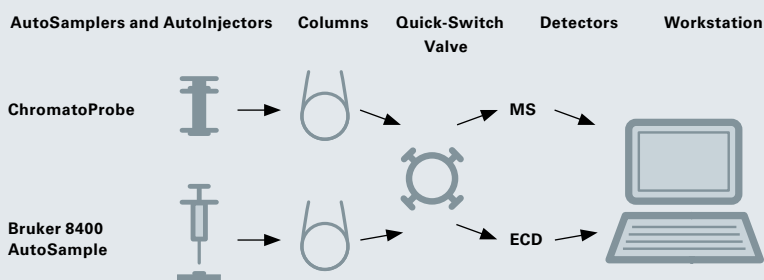 AutoSamplers and AutoInjectors
Columns
Quick-Switch
Valve
Detectors
Workstation
ChromatoProbe
MS
Bruker 8400
AutoSample
ECD